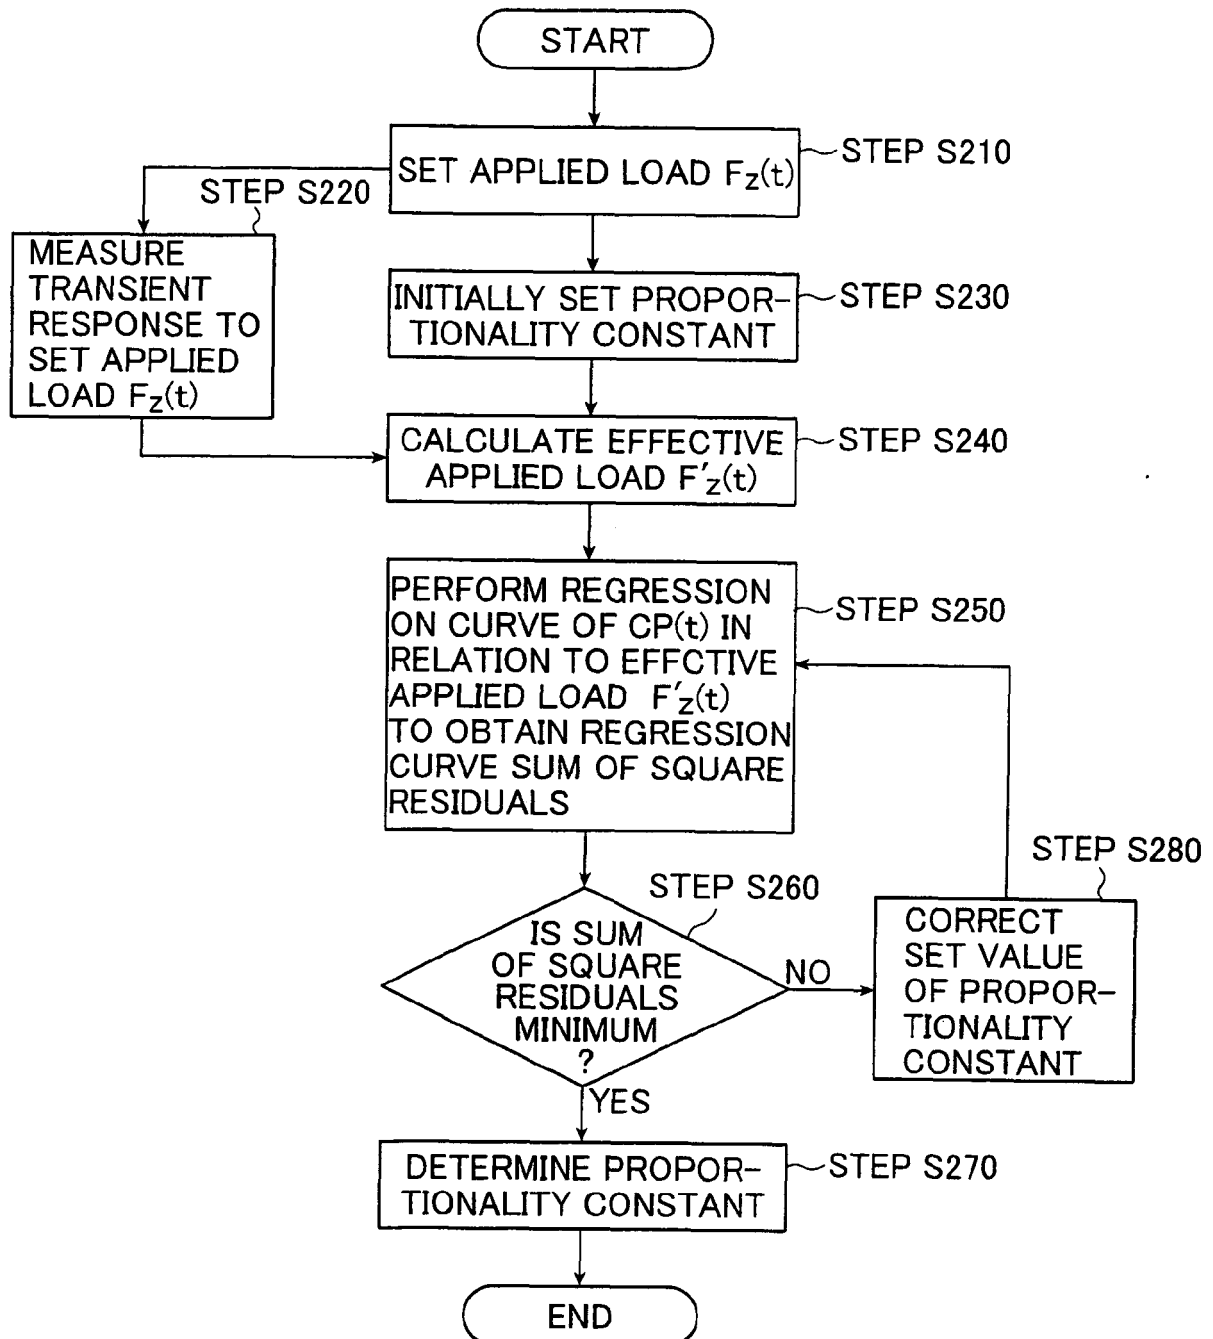 START
SET APPLIED LOAD Fz(t)
STEP S210
STEP S220
MEASURE
TRANSIENT
RESPONSE TO
SET APPLIED
LOAD Fz(t)
INITIALLY SET PROPOR-
TIONALITY CONSTANT
STEP S230
CALCULATE EFFECTIVE
APPLIED LOAD F'z(t)
STEP S240
PERFORM REGRESSION
ON CURVE OF CP(t) IN
RELATION TO EFFCTIVE
APPLIED LOAD F'z(t)
TO OBTAIN REGRESSION
CURVE SUM OF SQUARE
RESIDUALS
STEP S250
STEP S260
IS SUM
OF SQUARE
RESIDUALS
MINIMUM
?
NO
STEP S280
CORRECT
SET VALUE
OF PROPOR-
TIONALITY
CONSTANT
YES
DETERMINE PROPOR-
TIONALITY CONSTANT
STEP S270
END